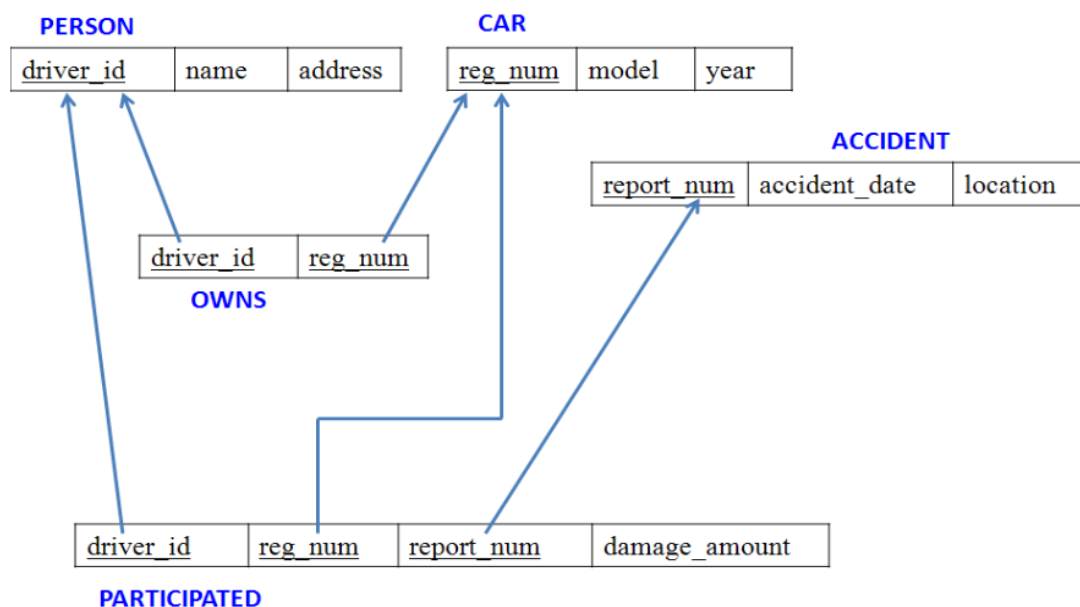 PERSON
driver_id name address
CAR
reg_num model year
ACCIDENT
report_num accident_date location
driver_id reg_num
OWNS
driver_id reg_num report_num damage_amount
PARTICIPATED